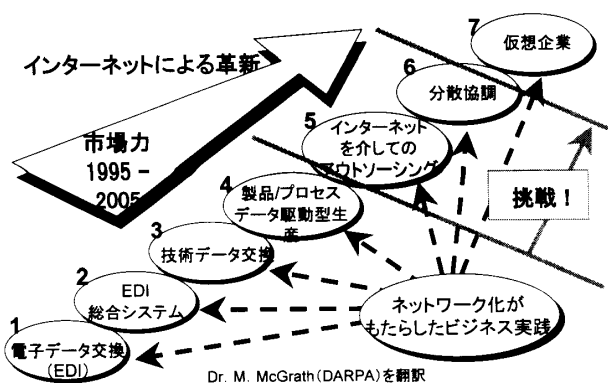 インターネットによる革新
市場力
1995 -
2005
7
仮想企業
6
分散協調
5
インターネット
を介しての
アウトソーシング
挑戦！
4
製品/プロセス
データ駆動型生
産
3
技術データ交換
2
EDI
総合システム
1
電子データ交換
(EDI)
ネットワーク化が
もたらしたビジネス実践
Dr. M. McGrath(DARPA)を翻訳